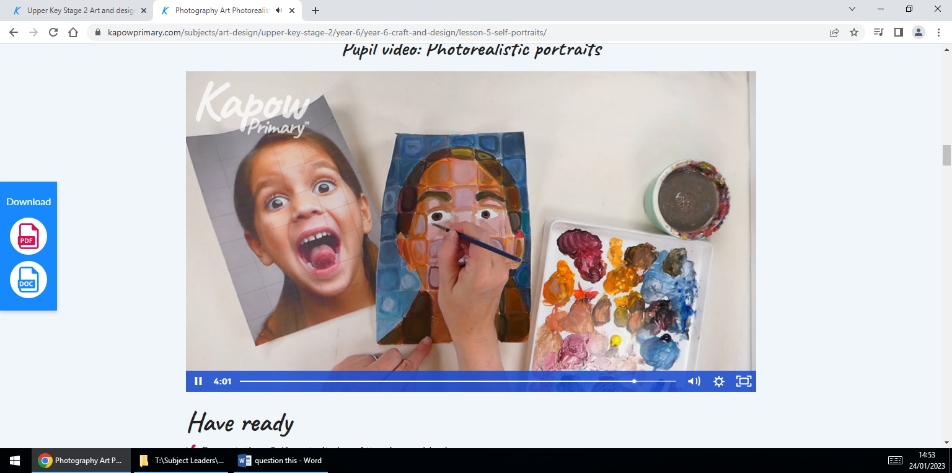 Upper Key Stage 2 Art and desig
Photography Art Photorealist
kapowprimary.com/subjects/art-design/upper-key-stage-2/year-6/year-6-craft-and-design/lesson-5-self-portraits/
Pupil video: Photorealistic portraits
Kapow
Primary™
Download
PDF
DOC
4:01
Have ready
Photography Art P...
T:\Subject Leaders\...
question this - Word
14:53
24/01/2023